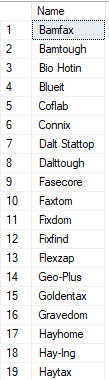 Name
1 Bamfax
2 Bamtough
3 Bio Hotin
4 Blueit
5 Coflab
6 Connix
7 Dalt Stattop
8 Dalttough
9 Fasecore
10 Faxtom
11 Fixdom
12 Fixfind
13 Flexzap
14 Geo-Plus
15 Goldentax
16 Gravedom
17 Hayhome
18 Hay-Ing
19 Haytax